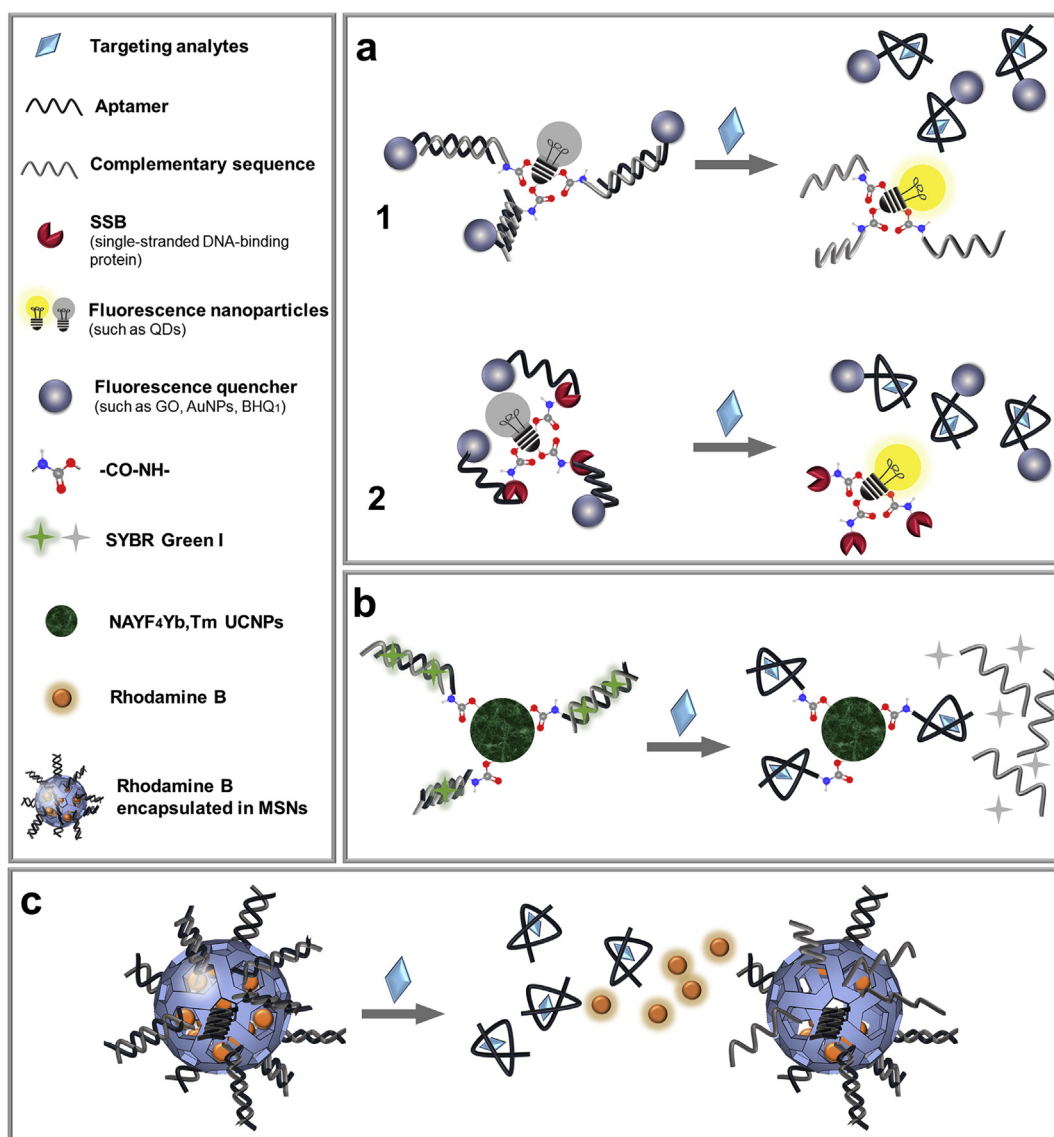 Targeting analytes
Aptamer
Complementary sequence
SSB
(single-stranded DNA-binding
protein)
Fluorescence nanoparticles
(such as QDs)
Fluorescence quencher
(such as GO, AuNPs, BHQ1)
-CO-NH-
SYBR Green I
NAYF4Yb,Tm UCNPs
Rhodamine B
Rhodamine B
encapsulated in MSNs
a
1
2
b
c